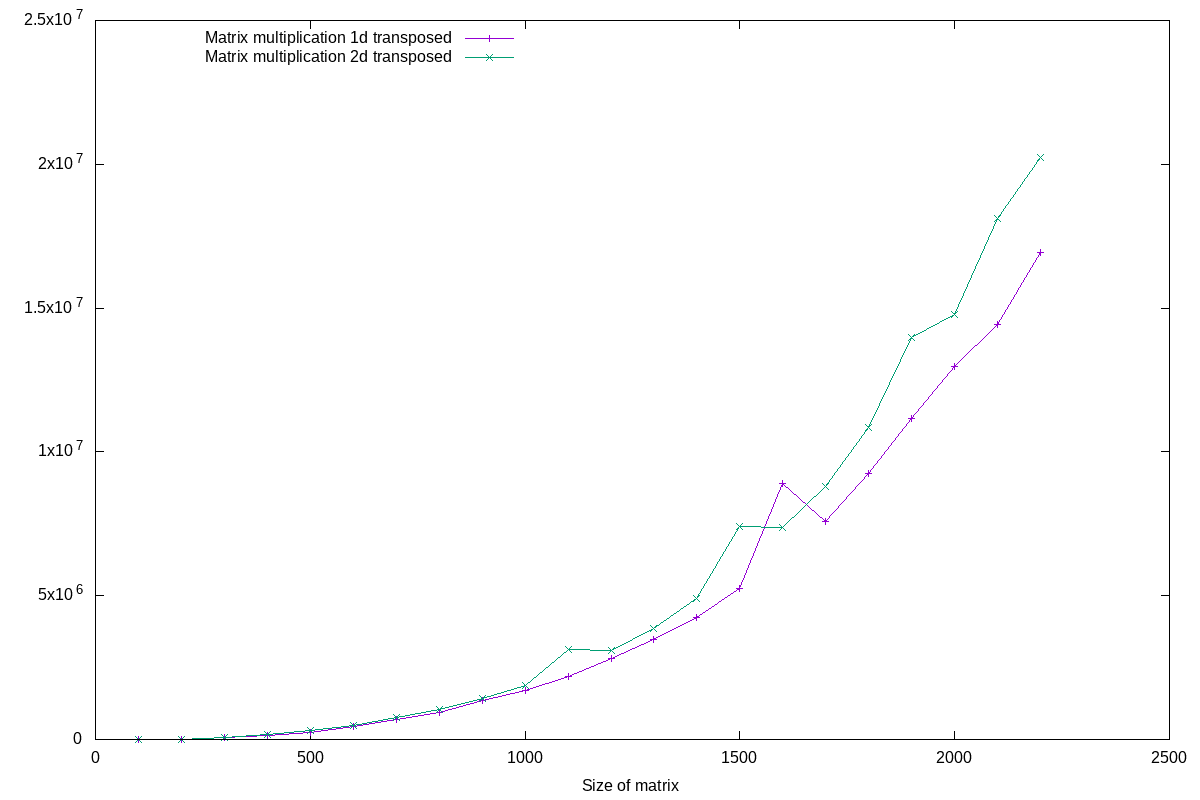 2.5x10^7
Matrix multiplication 1d transposed
Matrix multiplication 2d transposed
2x10^7
1.5x10^7
1x10^7
5x10^6
0
0 500 1000 1500 2000 2500
Size of matrix